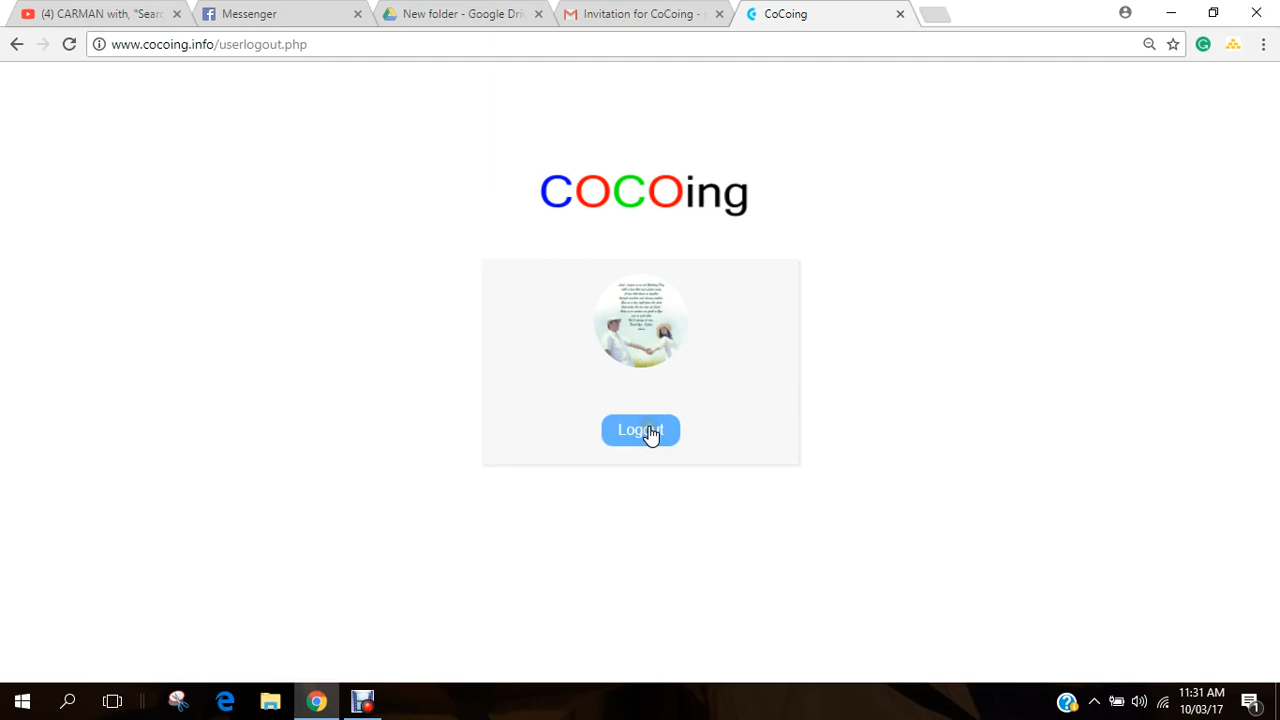 (4) CARMAN with, "Searc
Messenger
New folder - Google Dri
Invitation for CoCoing -
CoCoing
www.cocoing.info/userlogout.php
COCOing
Logout
11:31 AM
10/03/17
1